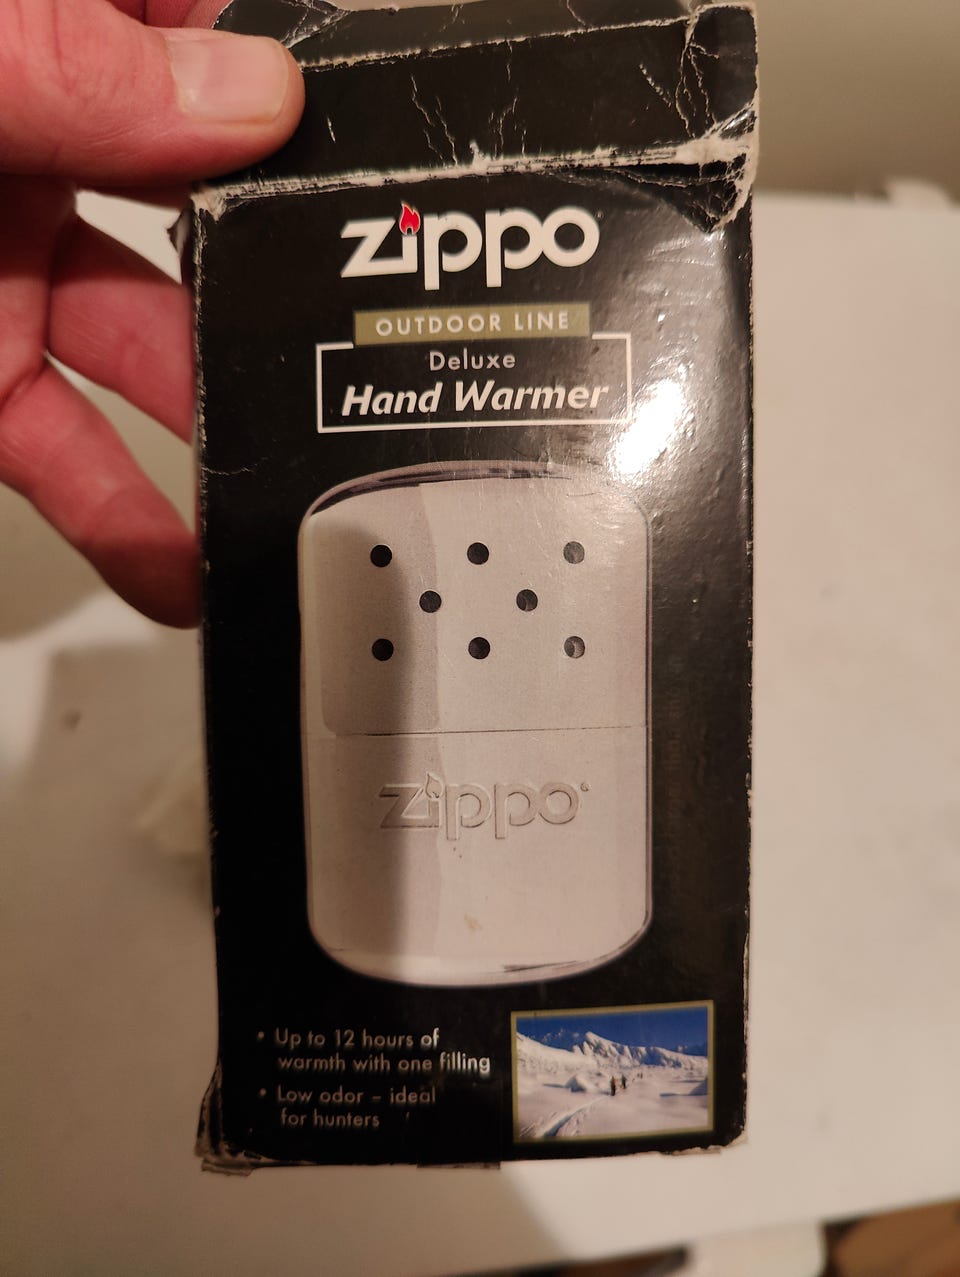 zippo
OUTDOOR LINE
Deluxe
Hand Warmer
zippo®
• Up to 12 hours of
warmth with one filling
• Low odor – ideal
for hunters